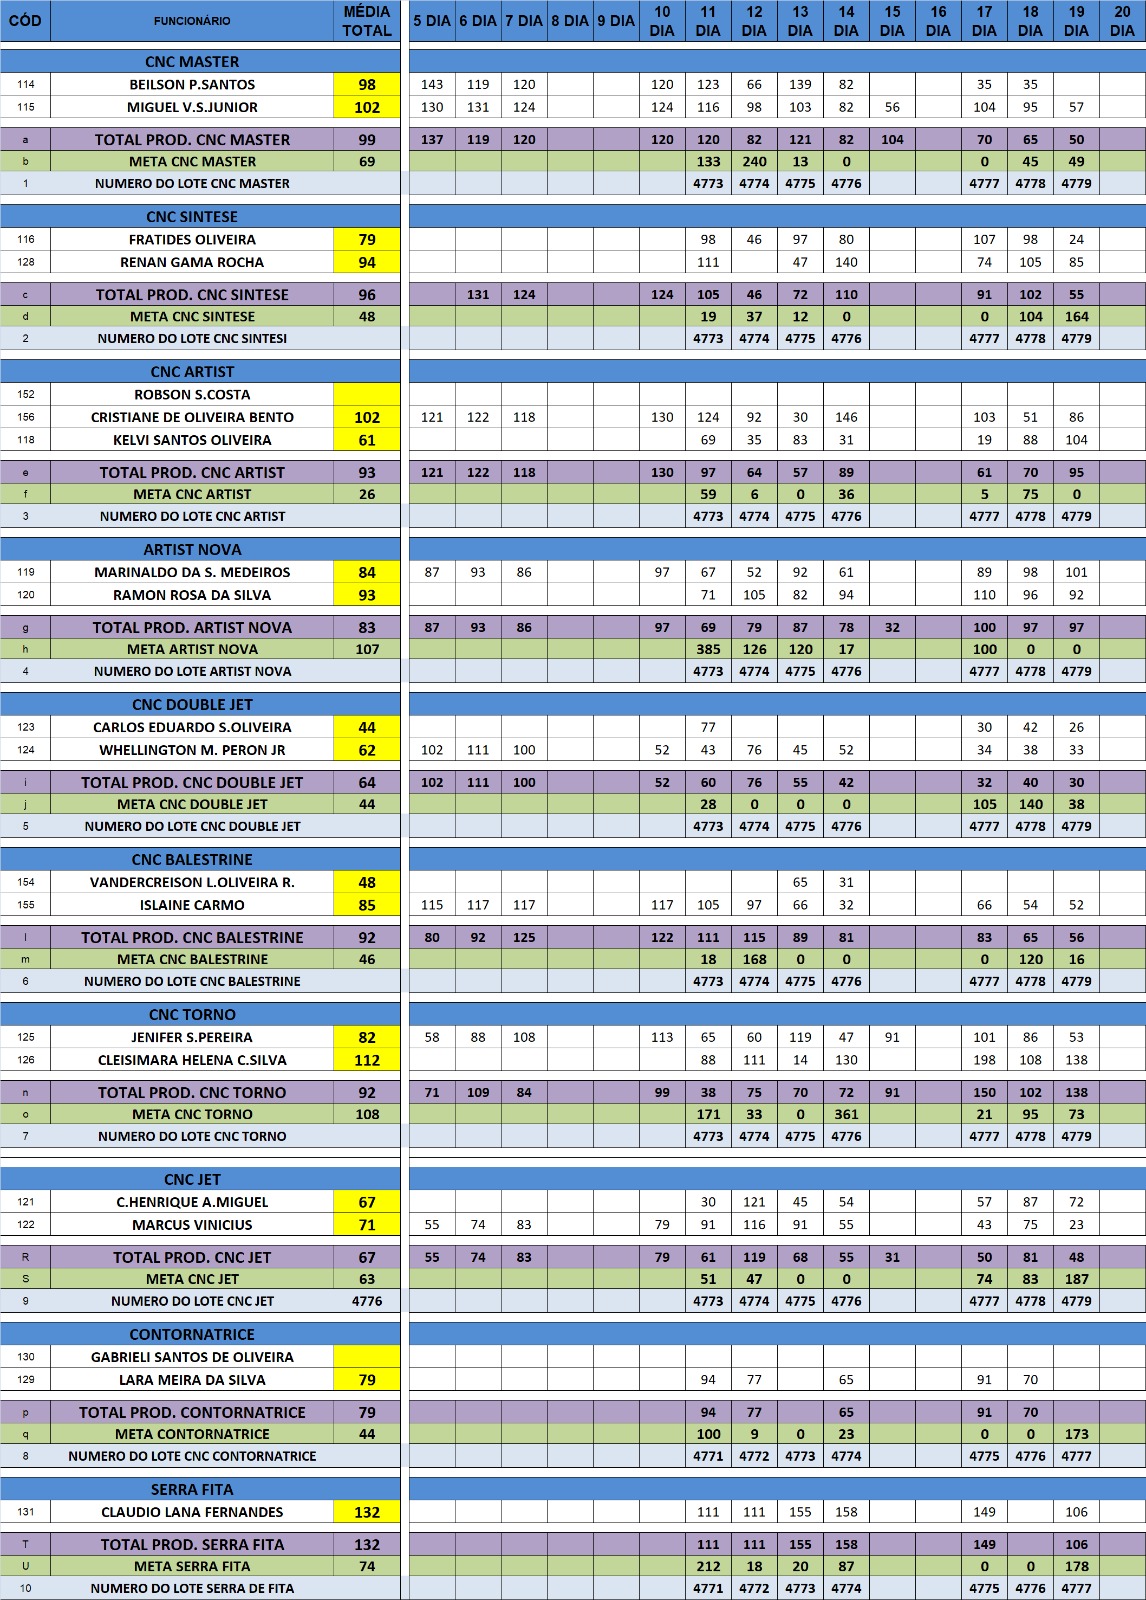 CÓD FUNCIONÁRIO MÉDIA TOTAL 5 DIA 6 DIA 7 DIA 8 DIA 9 DIA 10 DIA 11 DIA 12 DIA 13 DIA 14 DIA 15 DIA 16 DIA 17 DIA 18 DIA 19 DIA 20 DIA
CNC MASTER
114 BEILSON P.SANTOS 98 143 119 120 120 123 66 139 82 35 35
115 MIGUEL V.S.JUNIOR 102 130 131 124 124 116 98 103 82 56 104 95 57
a TOTAL PROD. CNC MASTER 99 137 119 120 120 120 82 121 82 104 70 65 50
b META CNC MASTER 69 133 240 13 0 0 45 49
1 NUMERO DO LOTE CNC MASTER 4773 4774 4775 4776 4777 4778 4779
CNC SINTESE
116 FRATIDES OLIVEIRA 79 98 46 97 80 107 98 24
128 RENAN GAMA ROCHA 94 111 47 140 74 105 85
c TOTAL PROD. CNC SINTESE 96 131 124 124 105 46 72 110 91 102 55
d META CNC SINTESE 48 19 37 12 0 0 104 164
2 NUMERO DO LOTE CNC SINTESI 4773 4774 4775 4776 4777 4778 4779
CNC ARTIST
152 ROBSON S.COSTA
156 CRISTIANE DE OLIVEIRA BENTO 102 121 122 118 130 124 92 30 146 103 51 86
118 KELVI SANTOS OLIVEIRA 61 69 35 83 31 19 88 104
e TOTAL PROD. CNC ARTIST 93 121 122 118 130 97 64 57 89 61 70 95
f META CNC ARTIST 26 59 6 0 36 5 75 0
3 NUMERO DO LOTE CNC ARTIST 4773 4774 4775 4776 4777 4778 4779
ARTIST NOVA
119 MARINALDO DA S. MEDEIROS 84 87 93 86 97 67 52 92 61 89 98 101
120 RAMON ROSA DA SILVA 93 71 105 82 94 110 96 92
g TOTAL PROD. ARTIST NOVA 83 87 93 86 97 69 79 87 78 32 100 97 97
h META ARTIST NOVA 107 385 126 120 17 100 0 0
4 NUMERO DO LOTE ARTIST NOVA 4773 4774 4775 4776 4777 4778 4779
CNC DOUBLE JET
123 CARLOS EDUARDO S.OLIVEIRA 44 77 30 42 26
124 WHELLINGTON M. PERON JR 62 102 111 100 52 43 76 45 52 34 38 33
i TOTAL PROD. CNC DOUBLE JET 64 102 111 100 52 60 76 55 42 32 40 30
j META CNC DOUBLE JET 44 28 0 0 0 105 140 38
5 NUMERO DO LOTE CNC DOUBLE JET 4773 4774 4775 4776 4777 4778 4779
CNC BALESTRINE
154 VANDERCREISON L.OLIVEIRA R. 48 65 31
155 ISLAINE CARMO 85 115 117 117 117 105 97 66 32 66 54 52
l TOTAL PROD. CNC BALESTRINE 92 80 92 125 122 111 115 89 81 83 65 56
m META CNC BALESTRINE 46 18 168 0 0 0 120 16
6 NUMERO DO LOTE CNC BALESTRINE 4773 4774 4775 4776 4777 4778 4779
CNC TORNO
125 JENIFER S.PEREIRA 82 58 88 108 113 65 60 119 47 91 101 86 53
126 CLEISIMARA HELENA C.SILVA 112 88 111 14 130 198 108 138
n TOTAL PROD. CNC TORNO 92 71 109 84 99 38 75 70 72 91 150 102 138
o META CNC TORNO 108 171 33 0 361 21 95 73
7 NUMERO DO LOTE CNC TORNO 4773 4774 4775 4776 4777 4778 4779
CNC JET
121 C.HENRIQUE A.MIGUEL 67 30 121 45 54 57 87 72
122 MARCUS VINICIUS 71 55 74 83 79 91 116 91 55 43 75 23
R TOTAL PROD. CNC JET 67 55 74 83 79 61 119 68 55 31 50 81 48
S META CNC JET 63 51 47 0 0 74 83 187
9 NUMERO DO LOTE CNC JET 4776 4773 4774 4775 4776 4777 4778 4779
CONTORNATRICE
130 GABRIELI SANTOS DE OLIVEIRA
129 LARA MEIRA DA SILVA 79 94 77 65 91 70
p TOTAL PROD. CONTORNATRICE 79 94 77 65 91 70
q META CONTORNATRICE 44 100 9 0 23 0 0 173
8 NUMERO DO LOTE CNC CONTORNATRICE 4771 4772 4773 4774 4775 4776 4777
SERRA FITA
131 CLAUDIO LANA FERNANDES 132 111 111 155 158 149 106
T TOTAL PROD. SERRA FITA 132 111 111 155 158 149 106
U META SERRA FITA 74 212 18 20 87 0 0 178
10 NUMERO DO LOTE SERRA DE FITA 4771 4772 4773 4774 4775 4776 4777